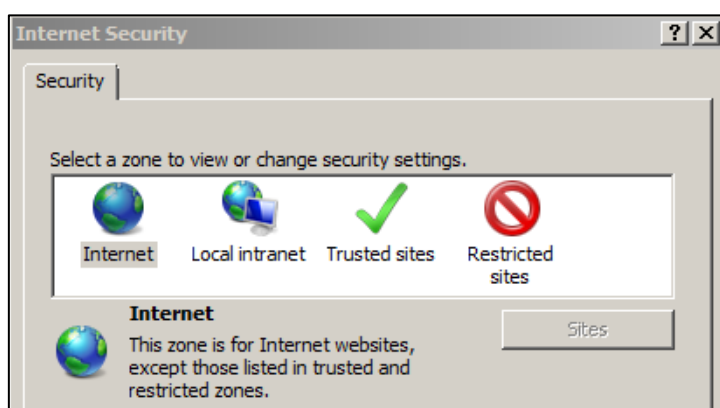 Internet Security
Security
Select a zone to view or change security settings.
Internet Local intranet Trusted sites Restricted
sites
Internet
Sites
This zone is for Internet websites,
except those listed in trusted and
restricted zones.